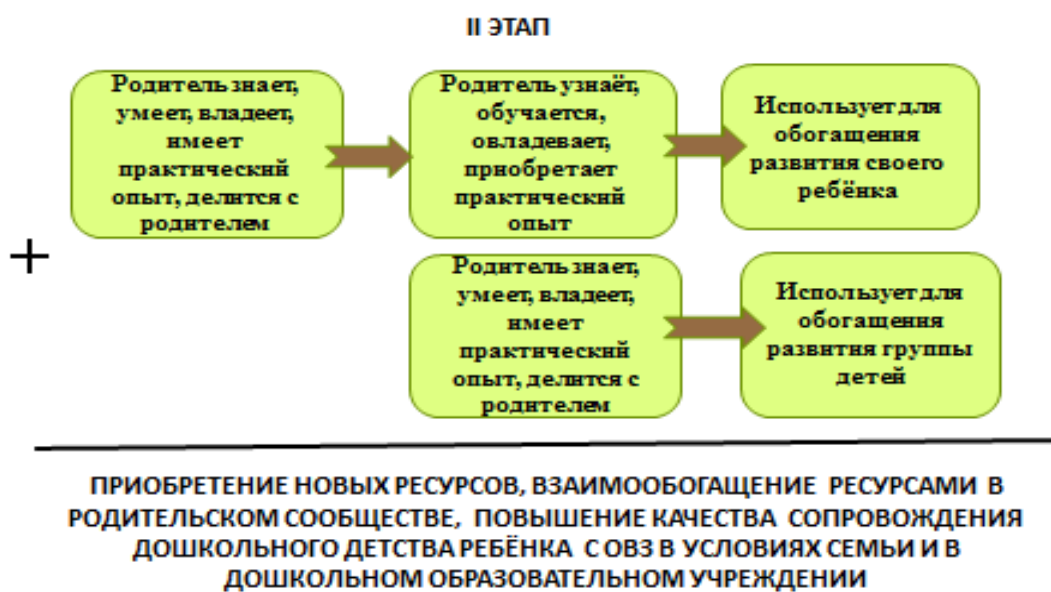 II ЭТАП
Родитель знает,
умеет, владеет,
имеет
практический
опыт, делится с
родителем
Родитель узнаёт,
обучается,
овладевает,
приобретает
практический
опыт
Использует для
обогащения
развития своего
ребёнка
+
Родитель знает,
умеет, владеет,
имеет
практический
опыт, делится с
родителем
Использует для
обогащения
развития группы
детей
ПРИОБРЕТЕНИЕ НОВЫХ РЕСУРСОВ, ВЗАИМООБОГАЩЕНИЕ РЕСУРСАМИ В
РОДИТЕЛЬСКОМ СООБЩЕСТВЕ, ПОВЫШЕНИЕ КАЧЕСТВА СОПРОВОЖДЕНИЯ
ДОШКОЛЬНОГО ДЕТСТВА РЕБЁНКА С ОВЗ В УСЛОВИЯХ СЕМЬИ И В
ДОШКОЛЬНОМ ОБРАЗОВАТЕЛЬНОМ УЧРЕЖДЕНИИ